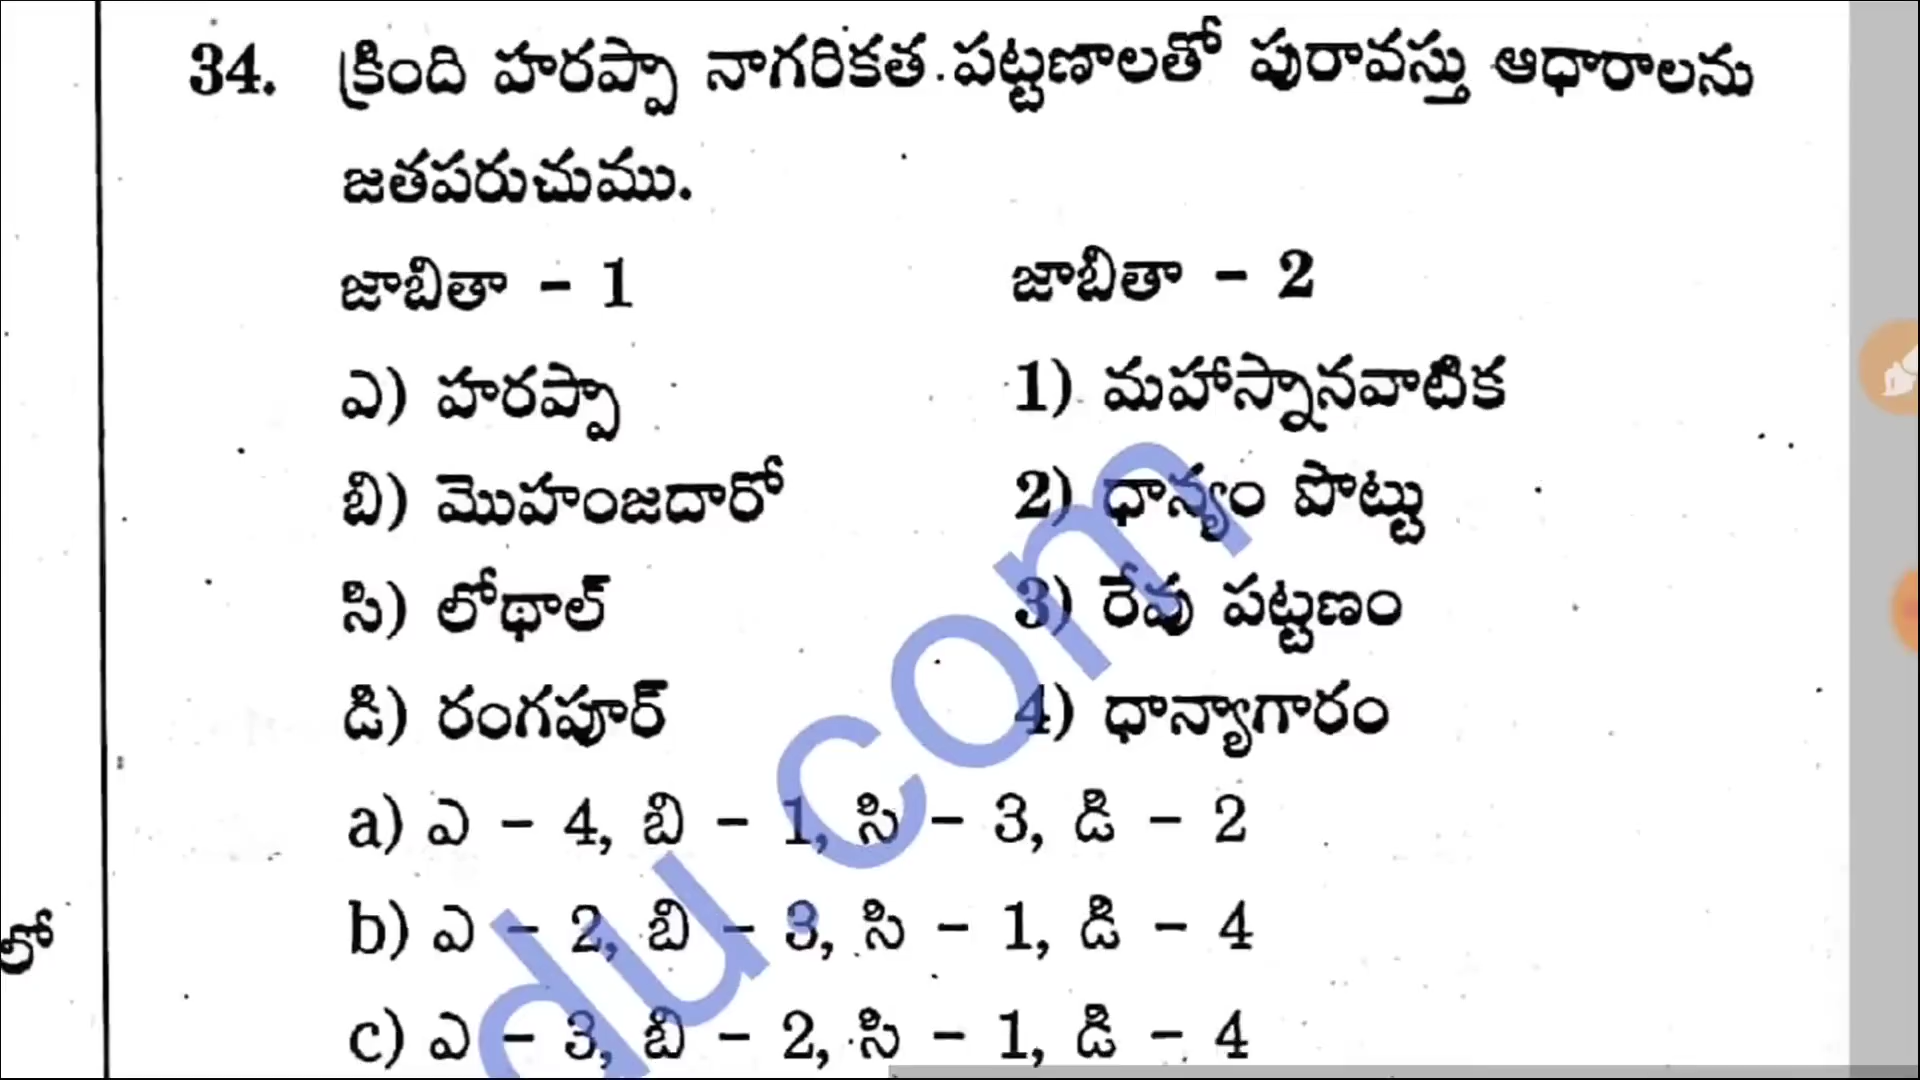 34. క్రింది హరప్పా నాగరికత పట్టణాలతో పురావస్తు ఆధారాలను
జతపరుచుము.
జాబితా - 1 జాబితా - 2
ఎ) హరప్పా 1) మహాస్నానవాటిక
బి) మొహంజదారో 2) ధాన్యం పొట్టు
సి) లోథాల్ 3) రేవు పట్టణం
డి) రంగపూర్ 4) ధాన్యాగారం
a) ఎ - 4, బి - 1, సి - 3, డి - 2
b) ఎ - 2, బి - 3, సి - 1, డి - 4
c) ఎ - 3, బి - 2, సి - 1, డి - 4
లో
du.com